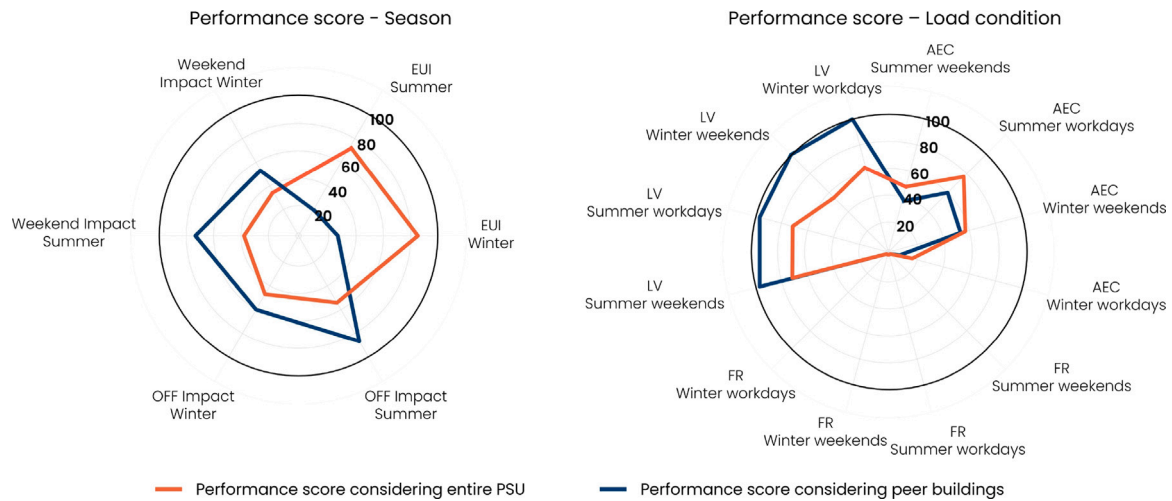 Performance score - Season
Weekend
Impact Winter
EUI
Summer
100
80
60
40
20
Weekend Impact
Summer
EUI
Winter
OFF Impact
Winter
OFF Impact
Summer
Performance score – Load condition
AEC
Summer weekends
LV
Winter workdays
AEC
Summer workdays
LV
Winter weekends
100
80
60
40
20
LV
Summer workdays
AEC
Winter weekends
LV
Summer weekends
AEC
Winter workdays
FR
Winter workdays
FR
Summer weekends
FR
Winter weekends
FR
Summer workdays
Performance score considering entire PSU
Performance score considering peer buildings